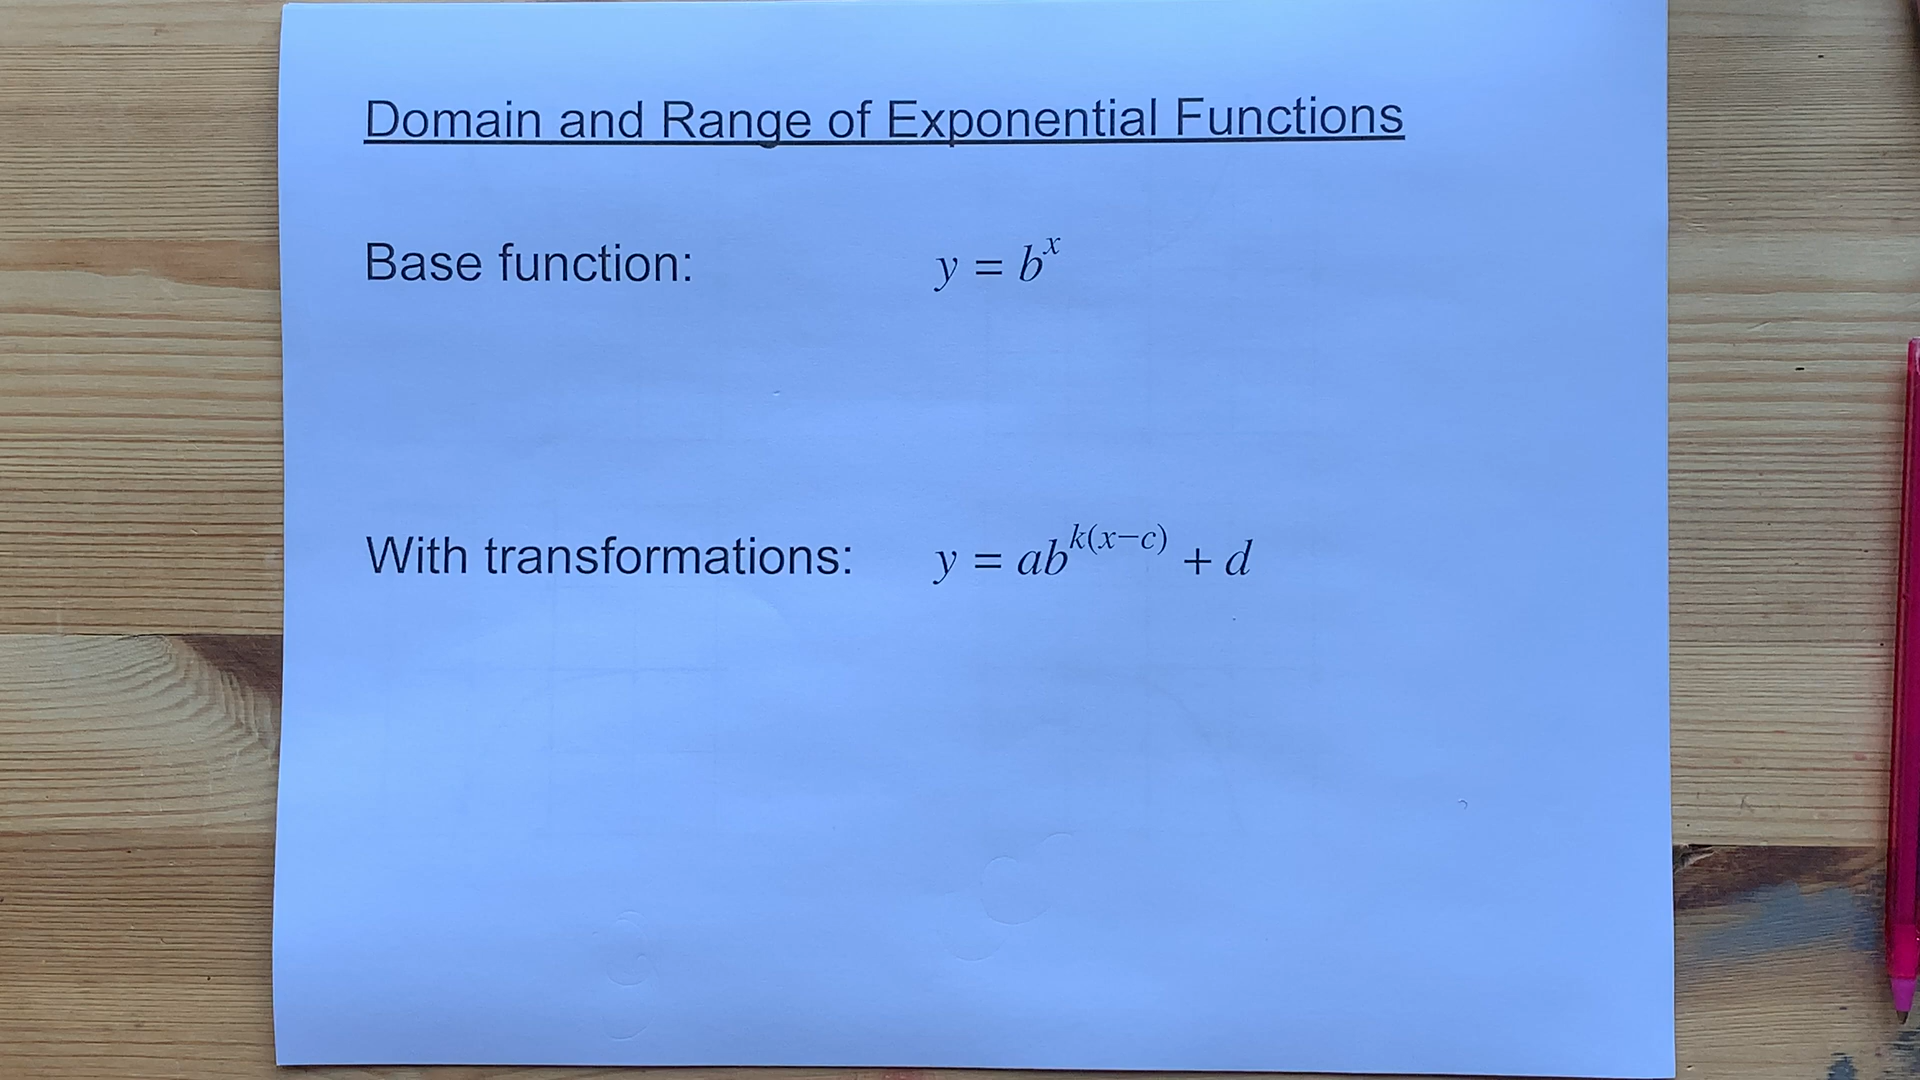 Domain and Range of Exponential Functions
Base function: y = b^x
With transformations: y = ab^{k(x−c)} + d